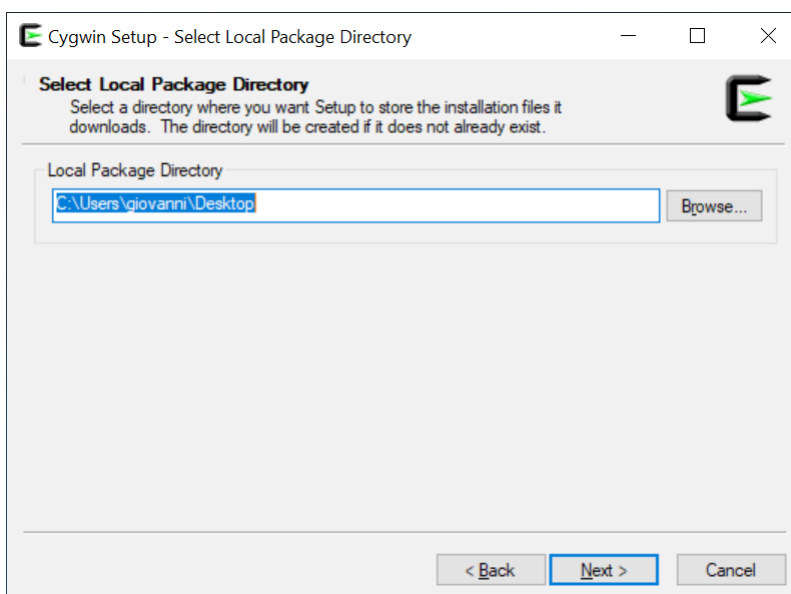 Cygwin Setup - Select Local Package Directory
Select Local Package Directory
Select a directory where you want Setup to store the installation files it
downloads. The directory will be created if it does not already exist.
Local Package Directory
C:\Users\giovanni\Desktop
Browse...
< Back
Next >
Cancel